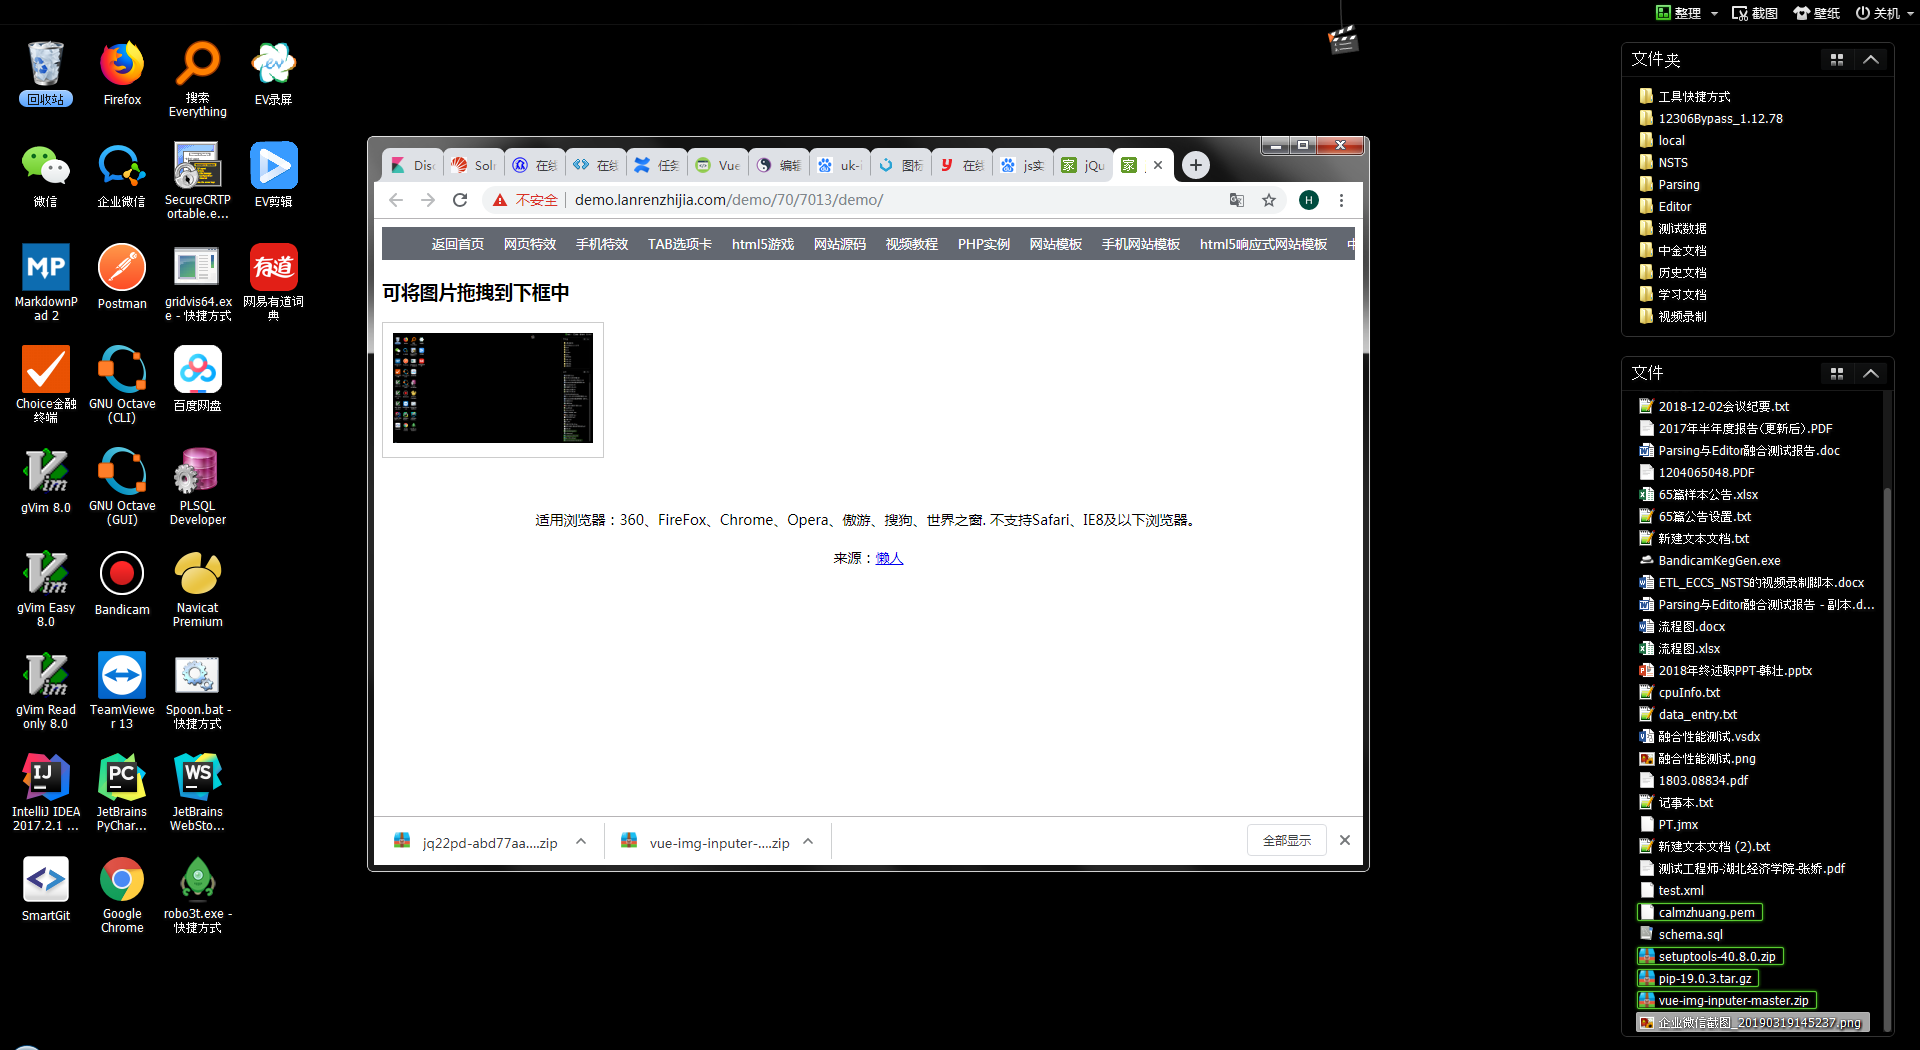 整理
截图
壁纸
关机
回收站
Firefox
搜索
Everything
EV录屏
微信
企业微信
SecureCRTP
ortable.e...
EV剪辑
MarkdownP
ad 2
Postman
gridvis64.ex
e - 快捷方式
网易有道词
典
Choice金融
终端
GNU Octave
(CLI)
百度网盘
gVim 8.0
GNU Octave
(GUI)
PLSQL
Developer
gVim Easy
8.0
Bandicam
Navicat
Premium
gVim Read
only 8.0
TeamViewe
r 13
Spoon.bat -
快捷方式
IntelliJ IDEA
2017.2.1 ...
JetBrains
PyChar...
JetBrains
WebSto...
SmartGit
Google
Chrome
robo3t.exe -
快捷方式
Dis
Sol
在线
在线
任务
Vue
编辑
uk-
图标
在线
js实
jQu
不安全
demo.lanrenzhijia.com/demo/70/7013/demo/
H
返回首页 网页特效 手机特效 TAB选项卡 html5游戏 网站源码 视频教程 PHP实例 网站模板 手机网站模板 html5响应式网站模板
可将图片拖拽到下框中
适用浏览器：360、FireFox、Chrome、Opera、傲游、搜狗、世界之窗. 不支持Safari、IE8及以下浏览器。
来源：懒人
jq22pd-abd77aa....zip
vue-img-inputer-....zip
全部显示
文件夹
工具快捷方式
12306Bypass_1.12.78
local
NSTS
Parsing
Editor
测试数据
中金文档
历史文档
学习文档
视频录制
文件
2018-12-02会议纪要.txt
2017年半年度报告(更新后).PDF
Parsing与Editor融合测试报告.doc
1204065048.PDF
65篇样本公告.xlsx
65篇公告设置.txt
新建文本文档.txt
BandicamKegGen.exe
ETL_ECCS_NSTS的视频录制脚本.docx
Parsing与Editor融合测试报告 - 副本.d...
流程图.docx
流程图.xlsx
2018年终述职PPT-韩壮.pptx
cpuInfo.txt
data_entry.txt
融合性能测试.vsdx
融合性能测试.png
1803.08834.pdf
记事本.txt
PT.jmx
新建文本文档 (2).txt
测试工程师-湖北经济学院-张娇.pdf
test.xml
calmzhuang.pem
schema.sql
setuptools-40.8.0.zip
pip-19.0.3.tar.gz
vue-img-inputer-master.zip
企业微信截图_20190319145237.png